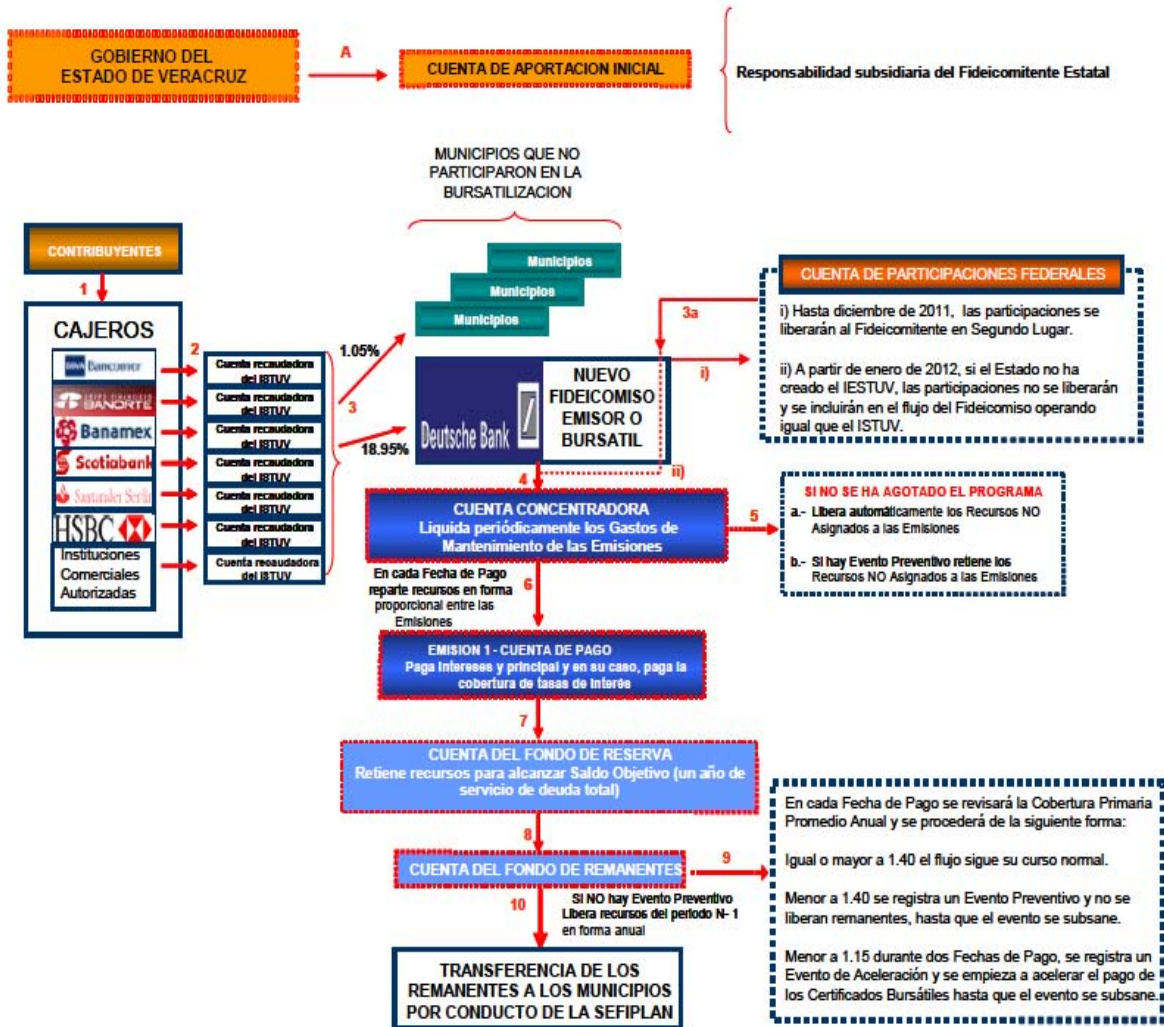 GOBIERNO DEL
ESTADO DE VERACRUZ
A
CUENTA DE APORTACION INICIAL
Responsabilidad subsidiaria del Fideicomitente Estatal
MUNICIPIOS QUE NO
PARTICIPARON EN LA
BURSATILIZACION
CONTRIBUYENTES
1
CAJEROS
BBVA Bancomer
BANORTE
Banamex
Scotiabank
Santander Serfin
HSBC
Instituciones
Comerciales
Autorizadas
2
Cuenta recaudadora
del ISTUV
Cuenta recaudadora
del ISTUV
Cuenta recaudadora
del ISTUV
Cuenta recaudadora
del ISTUV
Cuenta recaudadora
del ISTUV
Cuenta recaudadora
del ISTUV
Cuenta recaudadora
del ISTUV
3
1.05%
18.95%
Municipios
Municipios
Municipios
Deutsche Bank
NUEVO
FIDEICOMISO
EMISOR O
BURSATIL
3a
i)
ii)
CUENTA DE PARTICIPACIONES FEDERALES
i) Hasta diciembre de 2011, las participaciones se
liberarán al Fideicomitente en Segundo Lugar.
ii) A partir de enero de 2012, si el Estado no ha
creado el IESTUV, las participaciones no se liberarán
y se incluirán en el flujo del Fideicomiso operando
igual que el ISTUV.
4
CUENTA CONCENTRADORA
Liquida periódicamente los Gastos de
Mantenimiento de las Emisiones
5
SI NO SE HA AGOTADO EL PROGRAMA
a.- Libera automáticamente los Recursos NO
Asignados a las Emisiones
b.- SI hay Evento Preventivo retiene los
Recursos NO Asignados a las Emisiones
En cada Fecha de Pago
reparte recursos en forma
proporcional entre las
Emisiones
6
EMISION 1 - CUENTA DE PAGO
Paga intereses y principal y en su caso, paga la
cobertura de tasas de interés
7
CUENTA DEL FONDO DE RESERVA
Retiene recursos para alcanzar Saldo Objetivo (un año de
servicio de deuda total)
8
CUENTA DEL FONDO DE REMANENTES
9
En cada Fecha de Pago se revisará la Cobertura Primaria
Promedio Anual y se procederá de la siguiente forma:
Igual o mayor a 1.40 el flujo sigue su curso normal.
Menor a 1.40 se registra un Evento Preventivo y no se
liberan remanentes, hasta que el evento se subsane.
Menor a 1.15 durante dos Fechas de Pago, se registra un
Evento de Aceleración y se empieza a acelerar el pago de
los Certificados Bursátiles hasta que el evento se subsane.
10
SI NO hay Evento Preventivo
Libera recursos del periodo N- 1
en forma anual
TRANSFERENCIA DE LOS
REMANENTES A LOS MUNICIPIOS
POR CONDUCTO DE LA SEFIPLAN